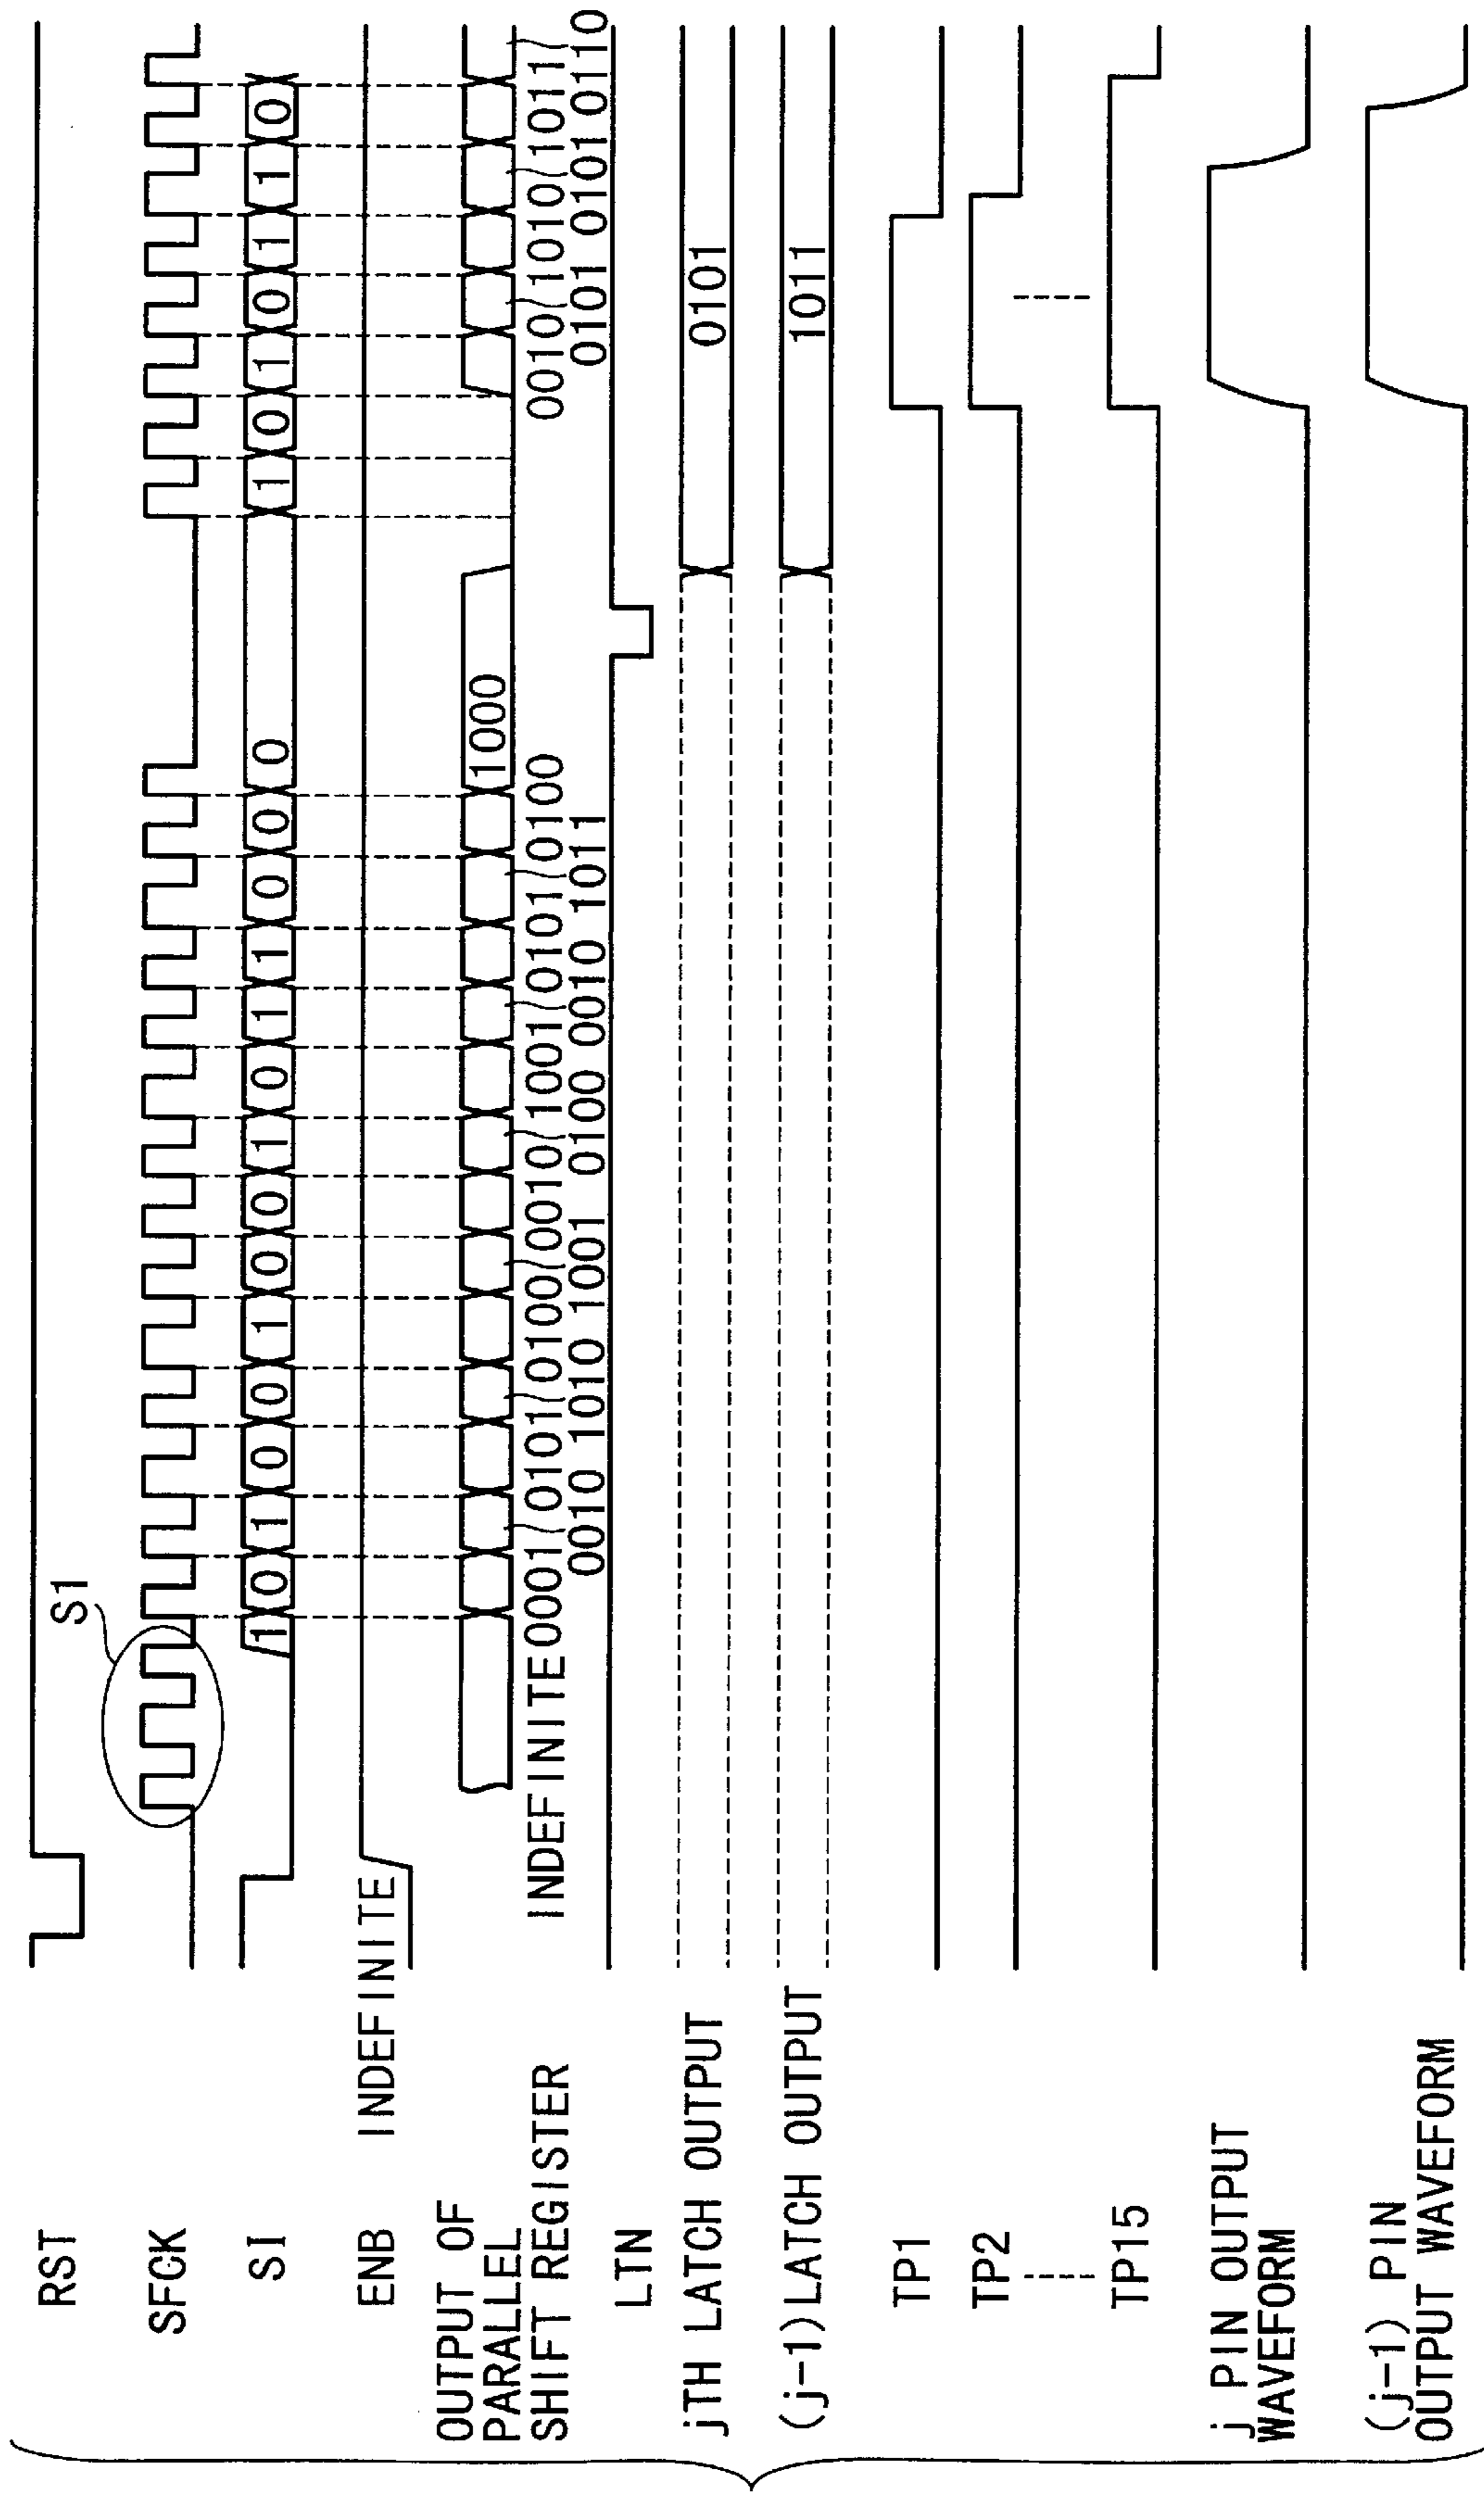 S1
RST
SFCK
SI
1 0 1 0 0 1 0 0 1 0 1 1 0 0 0 1 0 1 0 1 1 0
ENB
INDEFINITE
OUTPUT OF
PARALLEL
SHIFT REGISTER
1000
INDEFINITE 0001 0101 0100 0010 1001 0101 0100 0010 1010 1011
0010 1010 1001 0100 0010 1011 0101 0101 0110
LTN
jTH LATCH OUTPUT
0101
(j-1) LATCH OUTPUT
1011
TP1
TP2
TP15
j PIN OUTPUT
WAVEFORM
(j-1) PIN
OUTPUT WAVEFORM